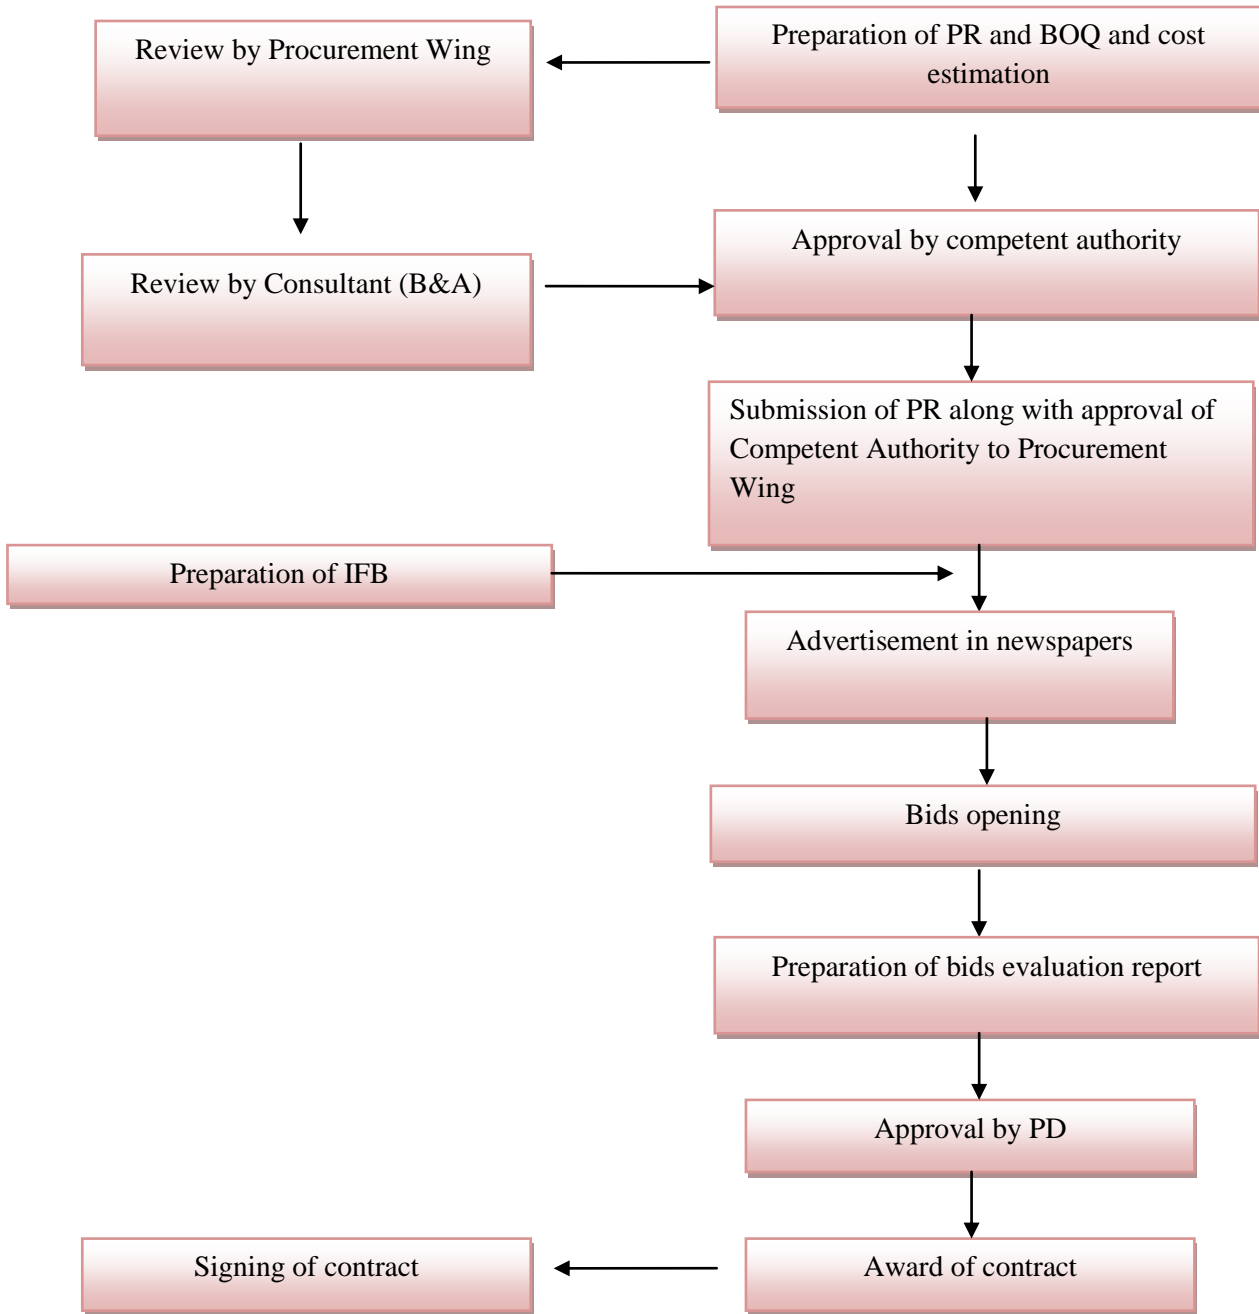 Review by Procurement Wing
Preparation of PR and BOQ and cost
estimation
Approval by competent authority
Review by Consultant (B&A)
Submission of PR along with approval of
Competent Authority to Procurement
Wing
Preparation of IFB
Advertisement in newspapers
Bids opening
Preparation of bids evaluation report
Approval by PD
Signing of contract
Award of contract